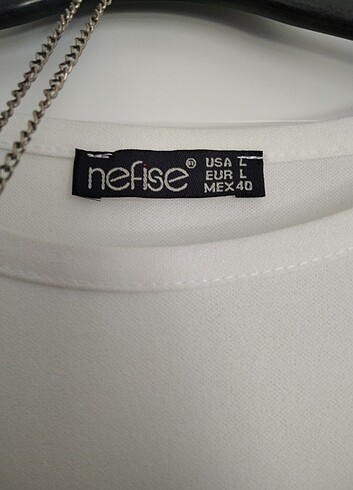 nefise®
USA L
EUR L
MEX 40